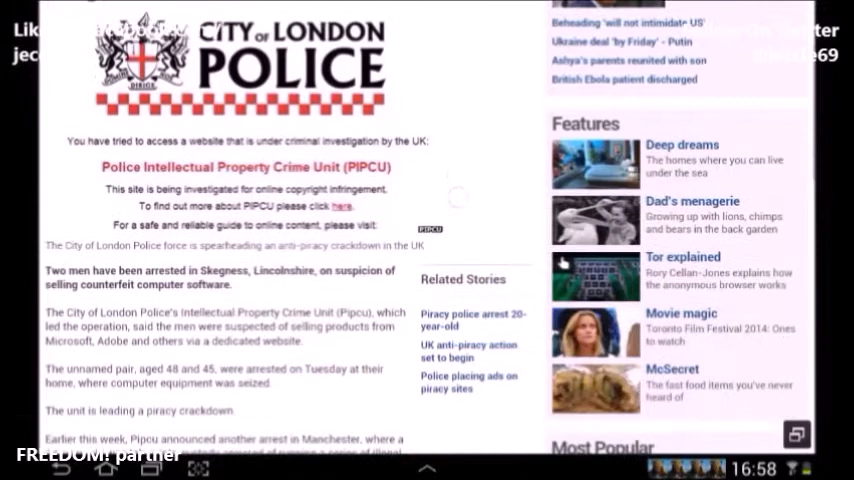 CITY OF LONDON
POLICE
DIRIGE
You have tried to access a website that is under criminal investigation by the UK:
Police Intellectual Property Crime Unit (PIPCU)
This site is being investigated for online copyright infringement.
To find out more about PIPCU please click here.
For a safe and reliable guide to online content, please visit:
PIPCU
The City of London Police force is spearheading an anti-piracy crackdown in the UK
Two men have been arrested in Skegness, Lincolnshire, on suspicion of
selling counterfeit computer software.
The City of London Police's Intellectual Property Crime Unit (Pipcu), which
led the operation, said the men were suspected of selling products from
Microsoft, Adobe and others via a dedicated website.
The unnamed pair, aged 48 and 45, were arrested on Tuesday at their
home, where computer equipment was seized.
The unit is leading a piracy crackdown
Earlier this week, Pipcu announced another arrest in Manchester, where a
Related Stories
Piracy police arrest 20-
year-old
UK anti-piracy action
set to begin
Police placing ads on
piracy sites
Beheading 'will not intimidate US'
Ukraine deal 'by Friday' - Putin
Ashya's parents reunited with son
British Ebola patient discharged
Features
Deep dreams
The homes where you can live
under the sea
Dad's menagerie
Growing up with lions, chimps
and bears in the back garden
Tor explained
Rory Cellan-Jones explains how
the anonymous browser works
Movie magic
Toronto Film Festival 2014: Ones
to watch
McSecret
The fast food items you've never
heard of
Most Popular
FREEDOM! partner
16:58